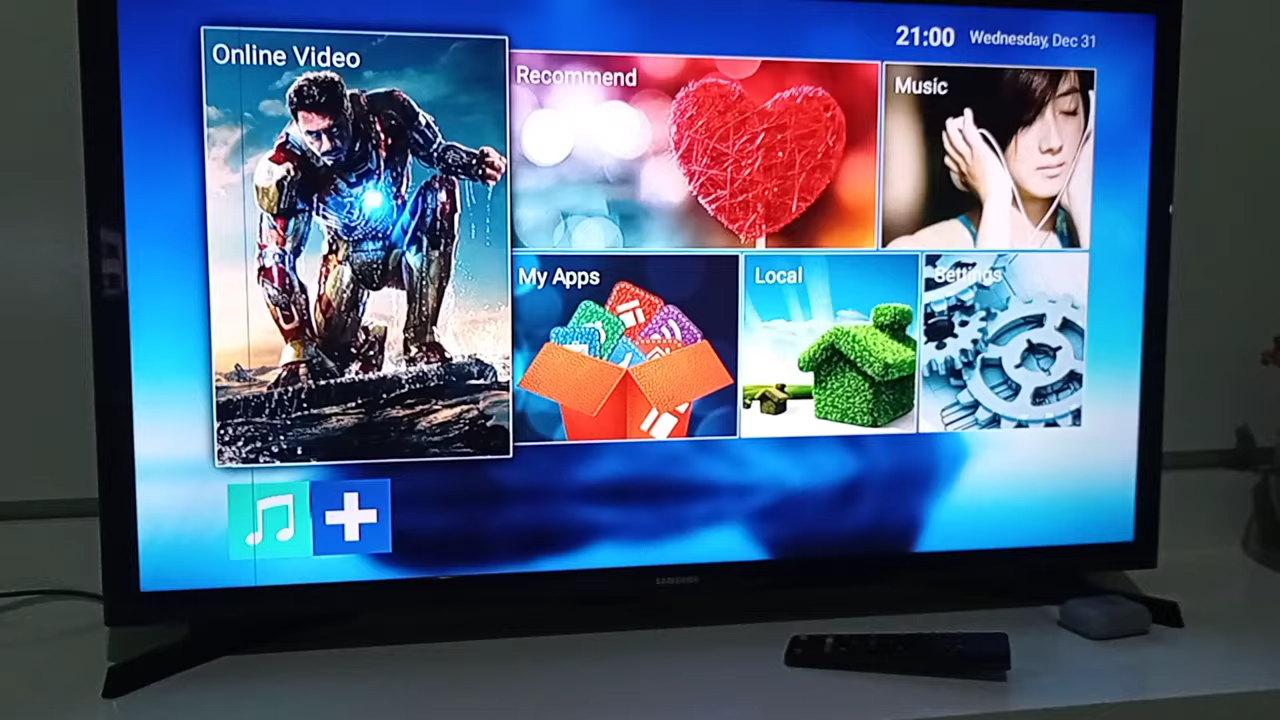 21:00 Wednesday, Dec 31
Online Video
Recommend
Music
My Apps
Local
Settings
SAMSUNG